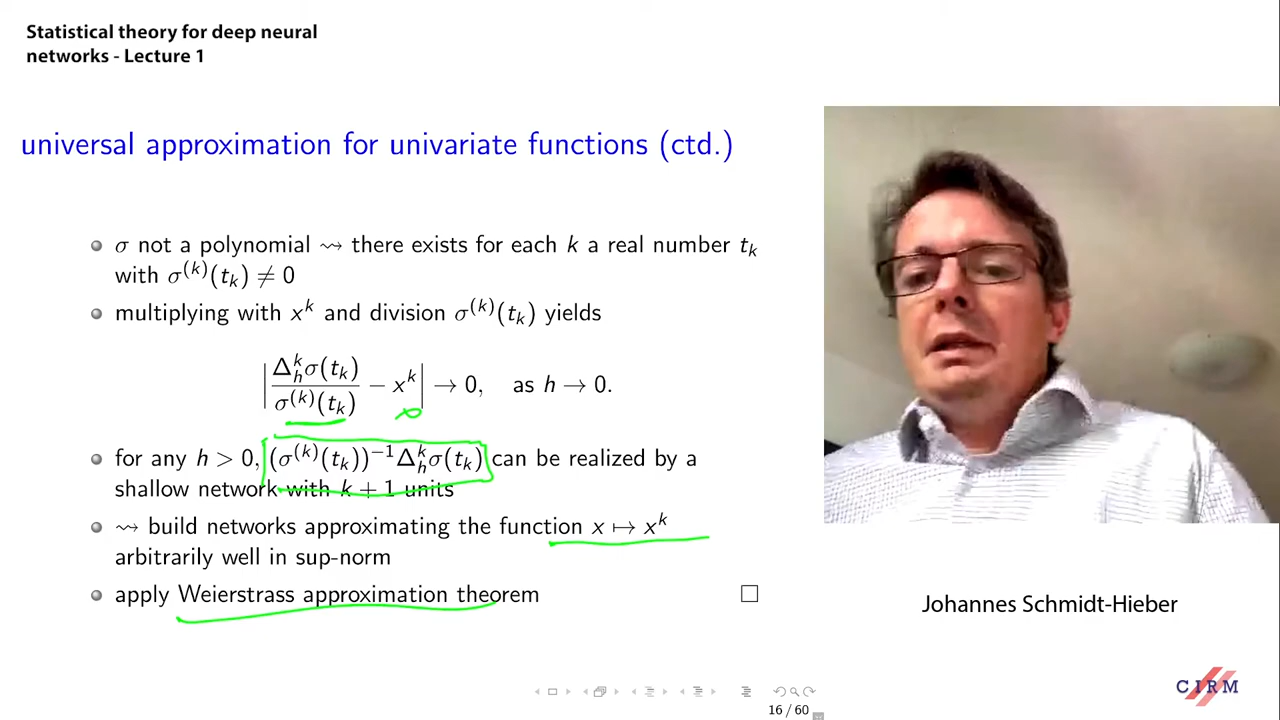 Statistical theory for deep neural
networks - Lecture 1
universal approximation for univariate functions (ctd.)
σ not a polynomial ⇝ there exists for each k a real number t_k
with σ^(k)(t_k) ≠ 0
multiplying with x^k and division σ^(k)(t_k) yields
|Δ_h^k σ(t_k) / σ^(k)(t_k) − x^k| → 0, as h → 0.
for any h > 0, (σ^(k)(t_k))^−1 Δ_h^k σ(t_k) can be realized by a
shallow network with k + 1 units
⇝ build networks approximating the function x ↦ x^k
arbitrarily well in sup-norm
apply Weierstrass approximation theorem □
Johannes Schmidt-Hieber
CIRM
16 / 60